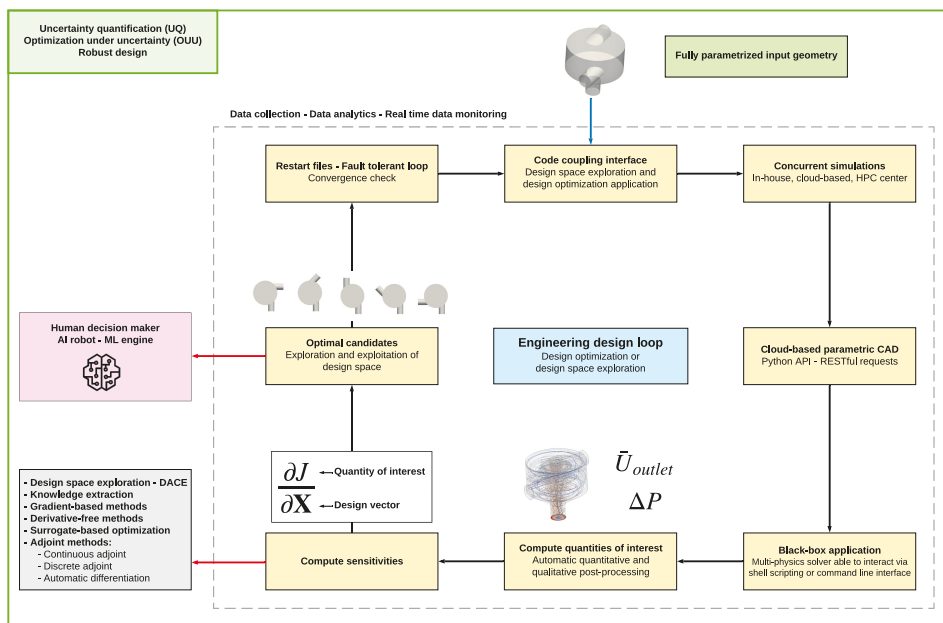 Uncertainty quantification (UQ)
Optimization under uncertainty (OUU)
Robust design
Fully parametrized input geometry
Data collection - Data analytics - Real time data monitoring
Restart files - Fault tolerant loop
Convergence check
Code coupling interface
Design space exploration and
design optimization application
Concurrent simulations
In-house, cloud-based, HPC center
Human decision maker
AI robot - ML engine
Optimal candidates
Exploration and exploitation of
design space
Engineering design loop
Design optimization or
design space exploration
Cloud-based parametric CAD
Python API - RESTful requests
∂J
Quantity of interest
∂X
Design vector
Ū outlet
ΔP
- Design space exploration - DACE
- Knowledge extraction
- Gradient-based methods
- Derivative-free methods
- Surrogate-based optimization
- Adjoint methods:
- Continuous adjoint
- Discrete adjoint
- Automatic differentiation
Compute sensitivities
Compute quantities of interest
Automatic quantitative and
qualitative post-processing
Black-box application
Multi-physics solver able to interact via
shell scripting or command line interface